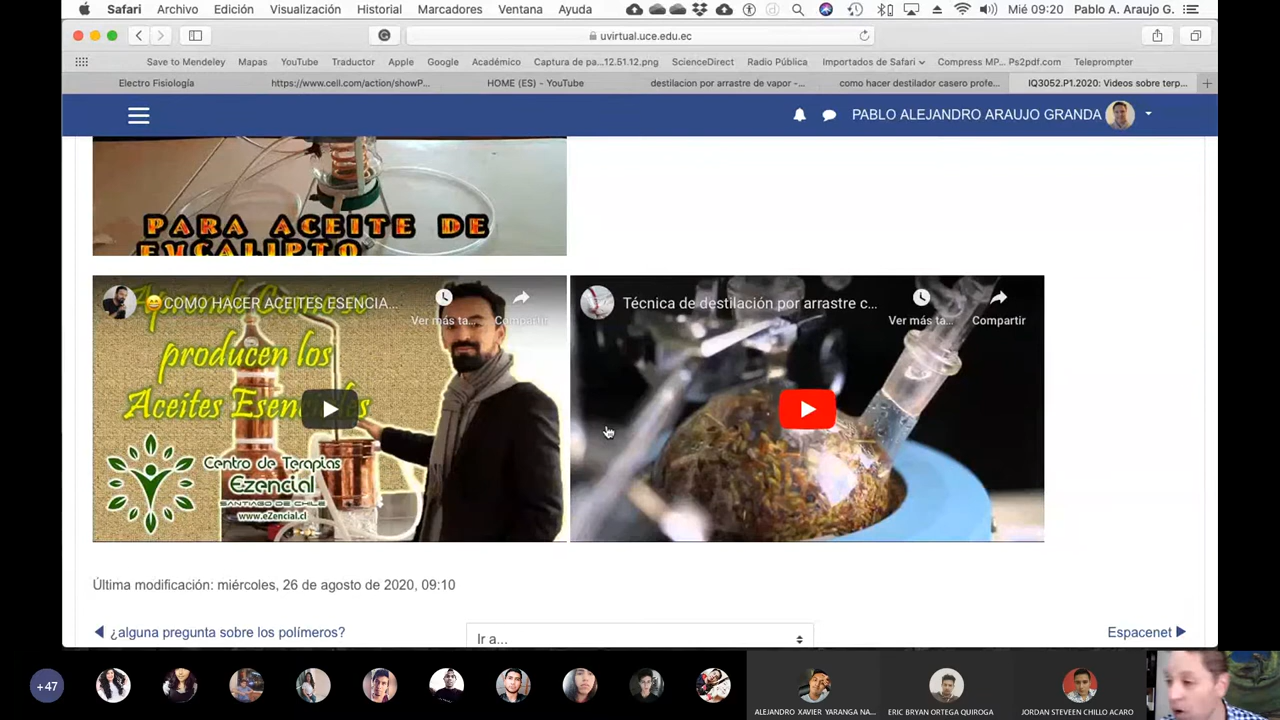 Safari Archivo Edición Visualización Historial Marcadores Ventana Ayuda Mié 09:20 Pablo A. Araujo G.
uvirtual.uce.edu.ec
Save to Mendeley Mapas YouTube Traductor Apple Google Académico Captura de pa...12.51.12.png ScienceDirect Radio Pública Importados de Safari Compress MP... Ps2pdf.com Teleprompter
Electro Fisiología https://www.cell.com/action/showP... HOME (ES) - YouTube destilacion por arrastre de vapor -... como hacer destilador casero profe... IQ3052.P1.2020: Videos sobre terp...
PABLO ALEJANDRO ARAUJO GRANDA
PARA ACEITE DE
EUCALIPTO
COMO HACER ACEITES ESENCIA...
Ver más ta... Compartir
Aprende Como se
producen los
Aceites Esenciales
Centro de Terapias
Ezencial
SANTIAGO DE CHILE
www.eZencial.cl
Técnica de destilación por arrastre c...
Ver más ta... Compartir
Última modificación: miércoles, 26 de agosto de 2020, 09:10
¿alguna pregunta sobre los polímeros?
Ir a...
Espacenet
+47
ALEJANDRO XAVIER YARANGA NA...
ERIC BRYAN ORTEGA QUIROGA
JORDAN STEVEEN CHILLO ACARO